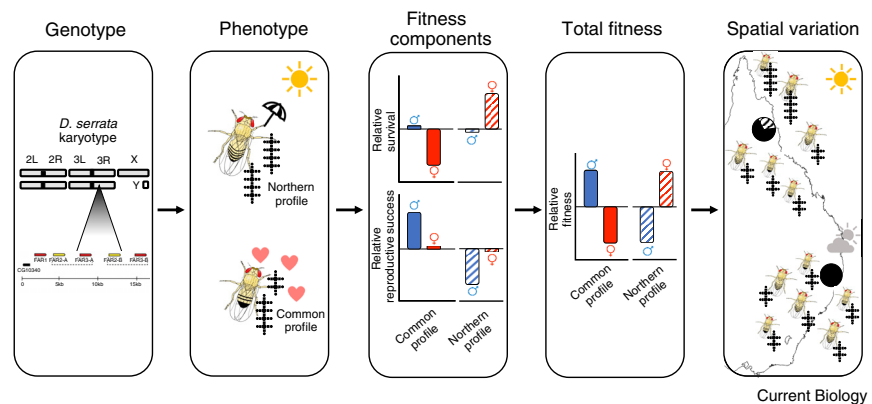 Genotype
D. serrata
karyotype
2L 2R 3L 3R X
Y
FAR1 FAR2-A FAR3-A FAR2-B FAR3-B
CG10340
0 5kb 10kb 15kb
Phenotype
Northern
profile
Common
profile
Fitness
components
Relative
survival
♂ ♀ ♂ ♀
Relative
reproductive success
♂ ♀ ♂ ♀
Common
profile
Northern
profile
Total fitness
Relative
fitness
♂ ♀ ♂ ♀
Common
profile
Northern
profile
Spatial variation
Current Biology